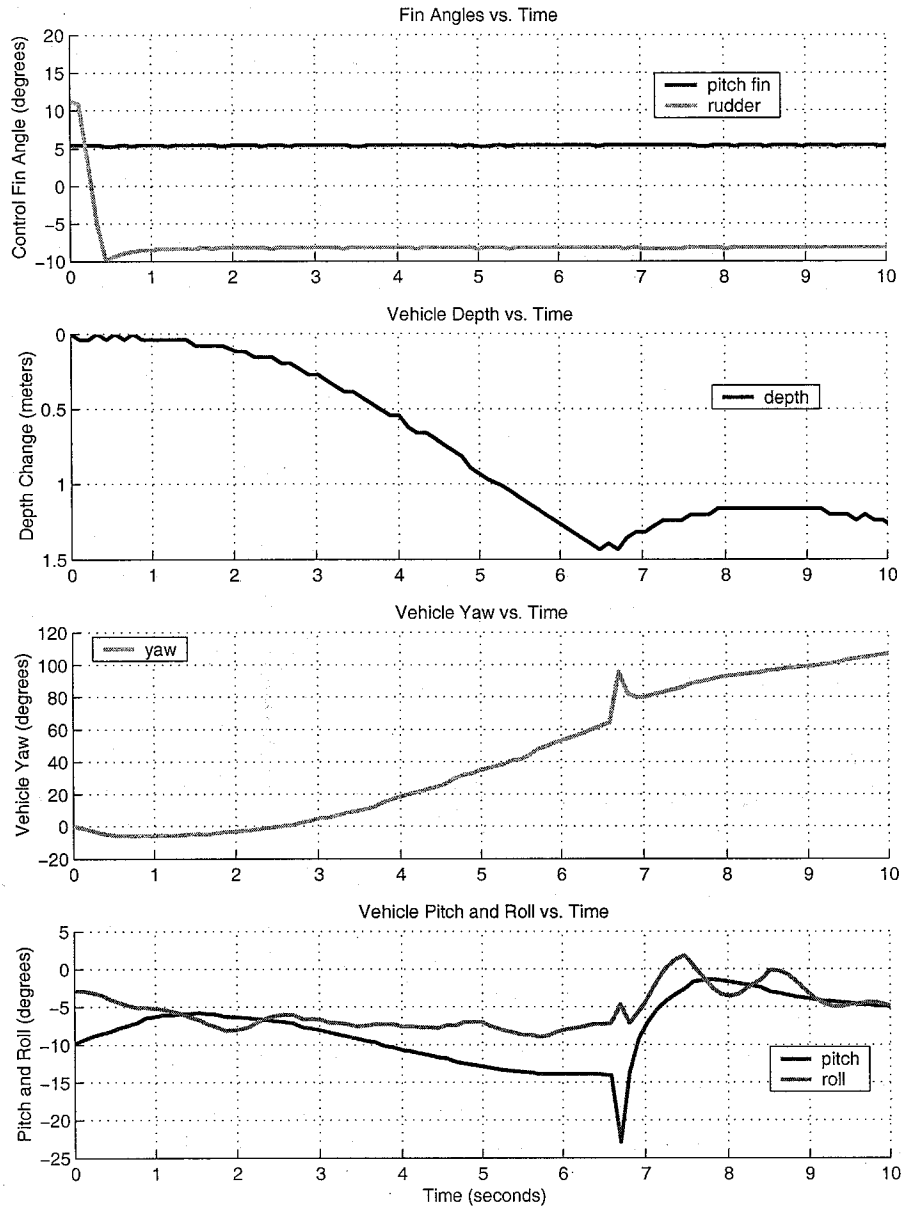 Fin Angles vs. Time
Control Fin Angle (degrees)
20
15
10
5
0
−5
−10
pitch fin
rudder
0 1 2 3 4 5 6 7 8 9 10
Vehicle Depth vs. Time
Depth Change (meters)
0
0.5
1
1.5
depth
0 1 2 3 4 5 6 7 8 9 10
Vehicle Yaw vs. Time
Vehicle Yaw (degrees)
120
100
80
60
40
20
0
−20
yaw
0 1 2 3 4 5 6 7 8 9 10
Vehicle Pitch and Roll vs. Time
Pitch and Roll (degrees)
5
0
−5
−10
−15
−20
−25
pitch
roll
0 1 2 3 4 5 6 7 8 9 10
Time (seconds)